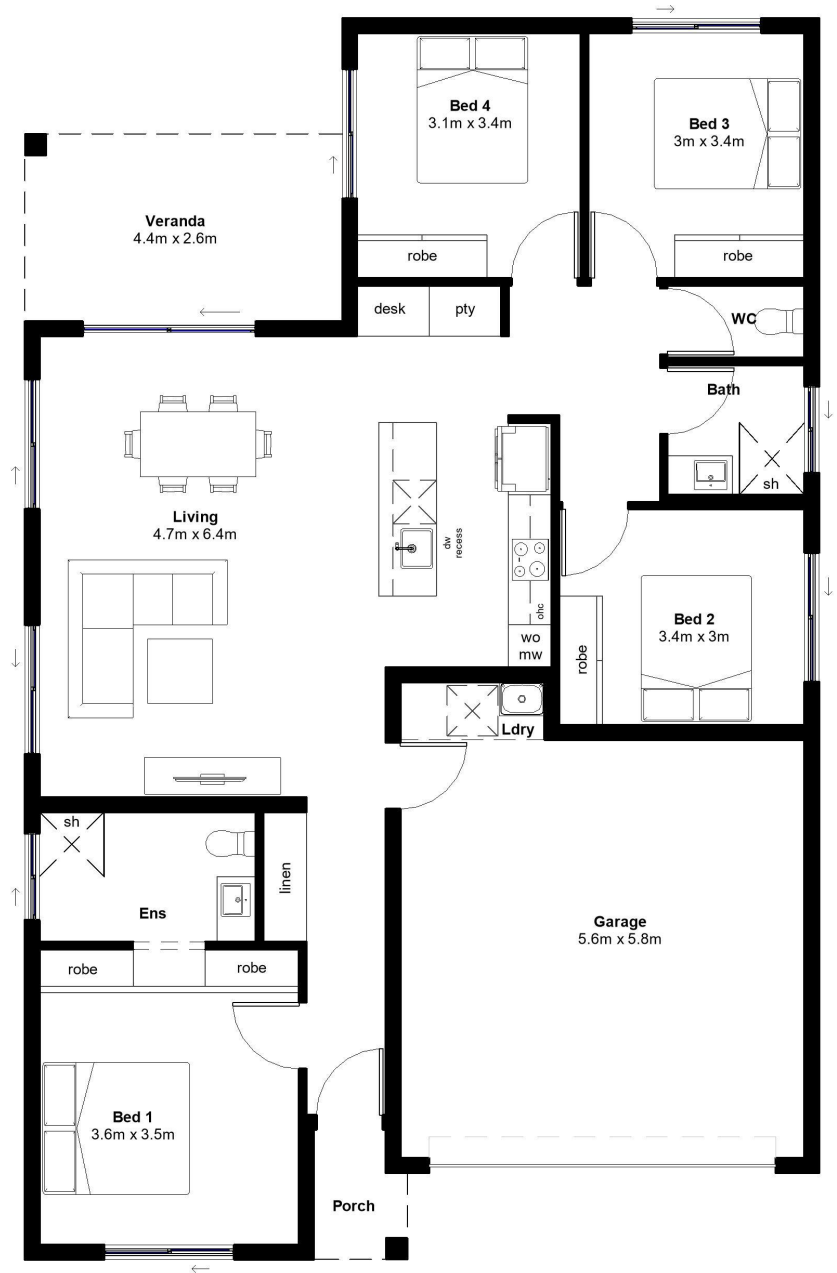 Bed 4
3.1m x 3.4m
Bed 3
3m x 3.4m
Veranda
4.4m x 2.6m
robe
robe
desk
pty
WC
Bath
sh
Living
4.7m x 6.4m
dw
recess
ohc
wo
mw
Bed 2
3.4m x 3m
robe
Ldry
sh
linen
Ens
Garage
5.6m x 5.8m
robe
robe
Bed 1
3.6m x 3.5m
Porch